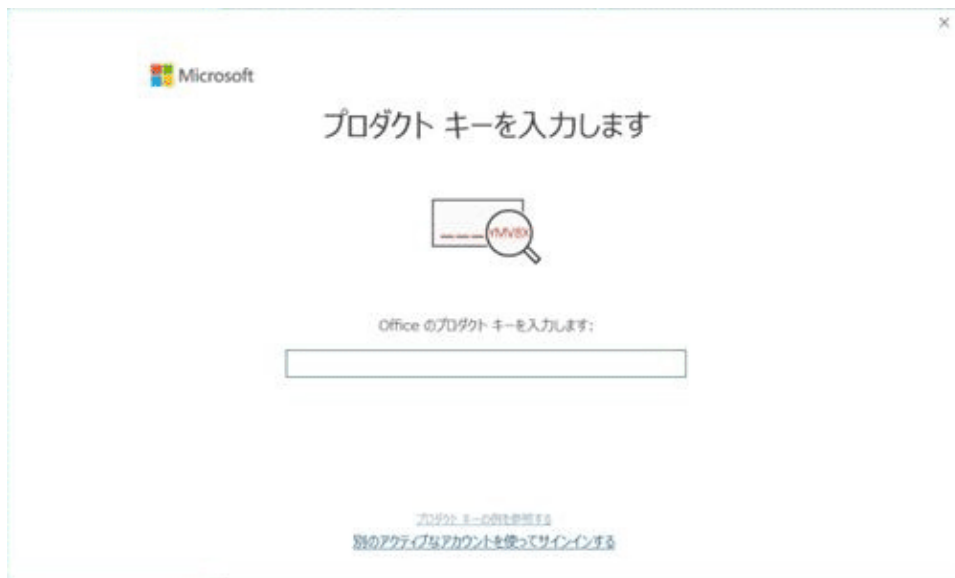 Microsoft
プロダクト キーを入力します
YMV8X
Office のプロダクト キーを入力します:
プロダクト キーの例を参照する
別のアクティブなアカウントを使ってサインインする